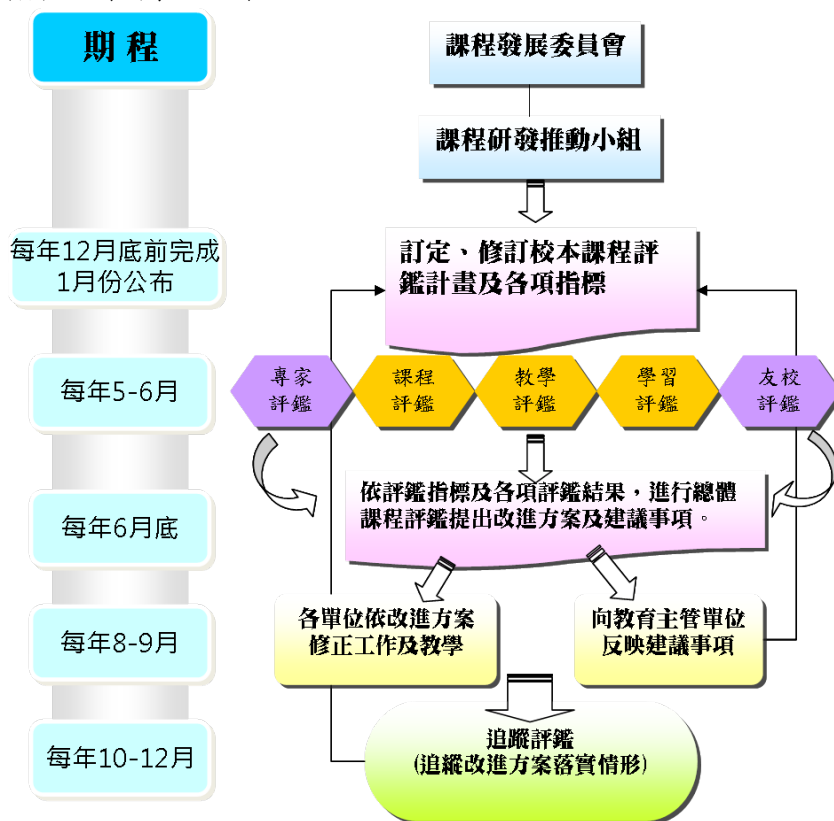 期程
課程發展委員會
課程研發推動小組
每年12月底前完成
1月份公布
訂定、修訂校本課程評
鑑計畫及各項指標
每年5-6月
專家
評鑑
課程
評鑑
教學
評鑑
學習
評鑑
友校
評鑑
每年6月底
依評鑑指標及各項評鑑結果，進行總體
課程評鑑提出改進方案及建議事項。
每年8-9月
各單位依改進方案
修正工作及教學
向教育主管單位
反映建議事項
每年10-12月
追蹤評鑑
(追縱改進方案落實情形)